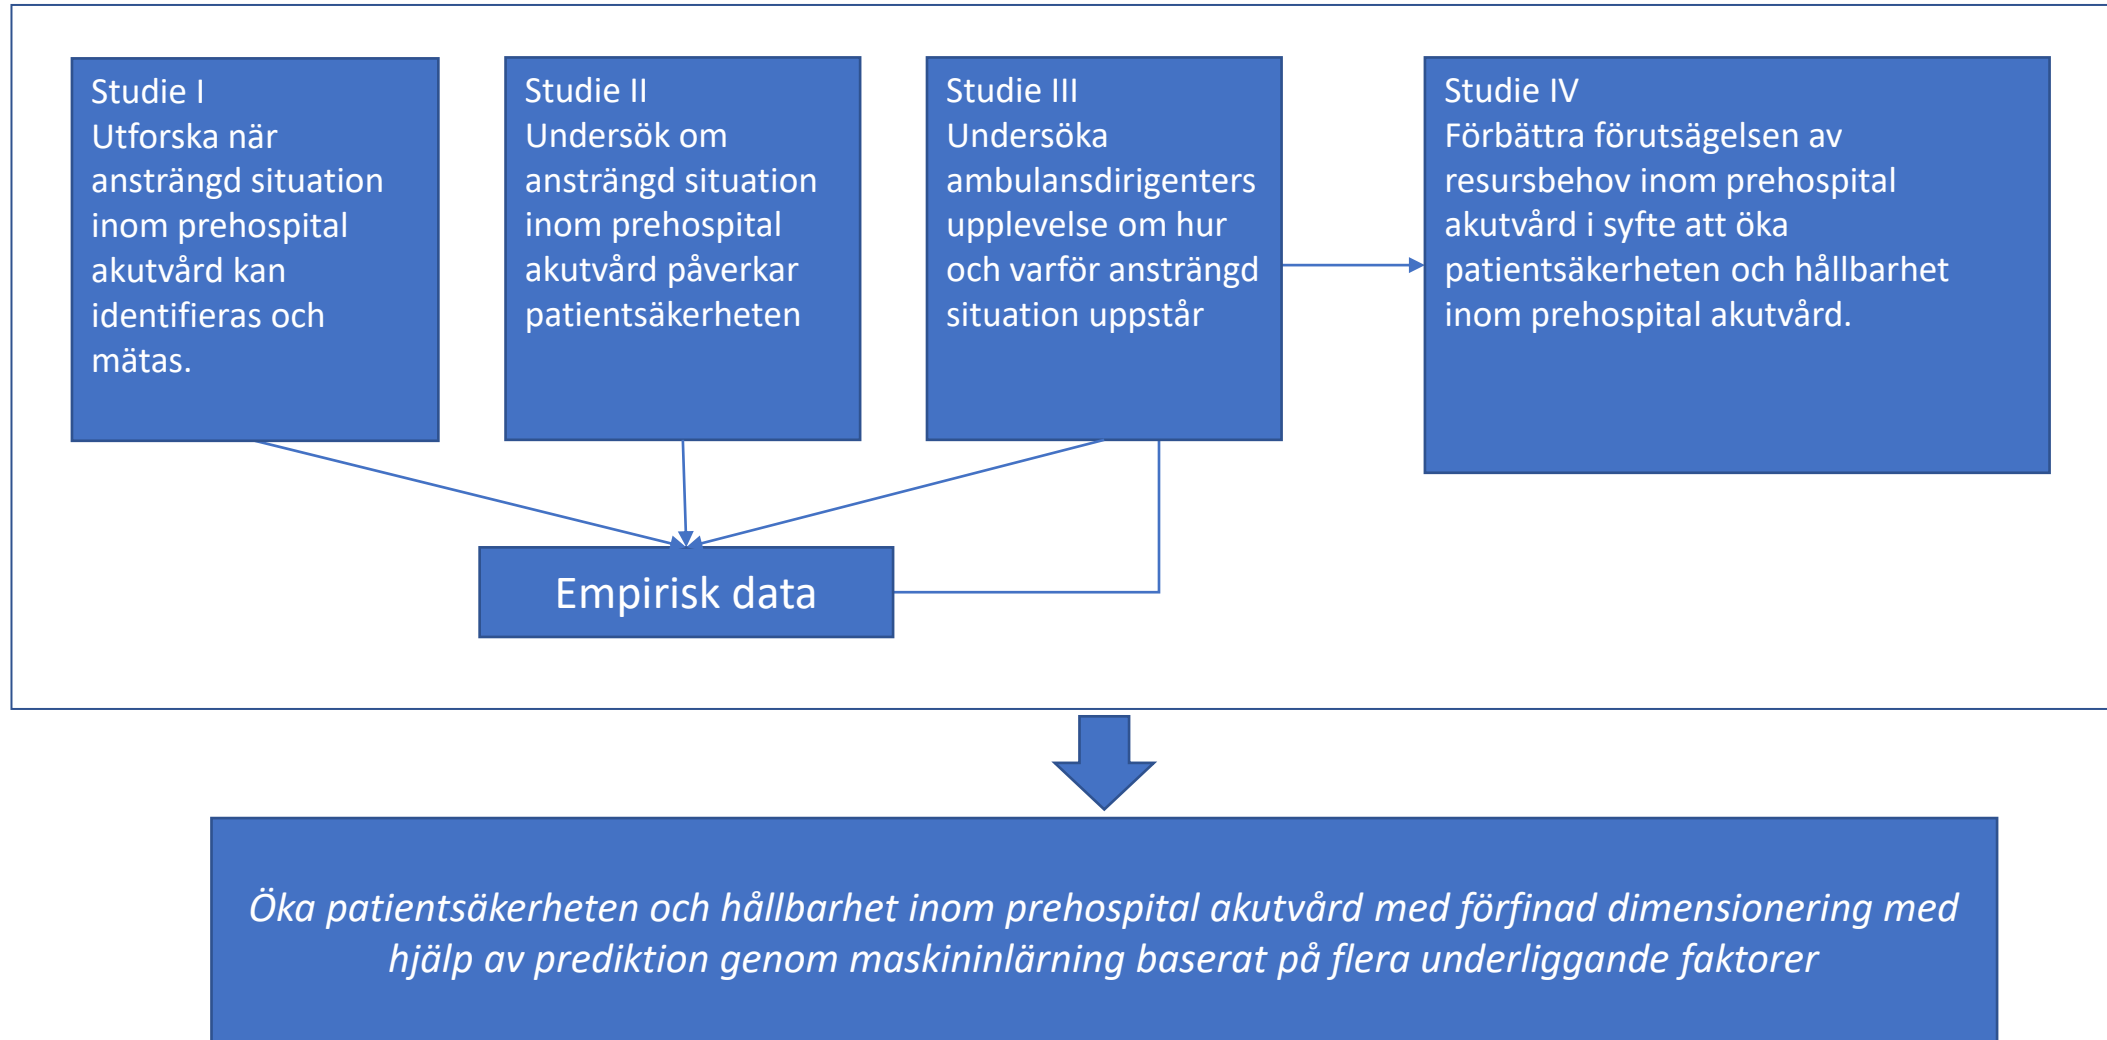 Studie I
Utforska när
ansträngd situation
inom prehospital
akutvård kan
identifieras och
mätas.
Studie II
Undersök om
ansträngd situation
inom prehospital
akutvård påverkar
patientsäkerheten
Studie III
Undersöka
ambulansdirigenters
upplevelse om hur
och varför ansträngd
situation uppstår
Studie IV
Förbättra förutsägelsen av
resursbehov inom prehospital
akutvård i syfte att öka
patientsäkerheten och hållbarhet
inom prehospital akutvård.
Empirisk data
Öka patientsäkerheten och hållbarhet inom prehospital akutvård med förfinad dimensionering med
hjälp av prediktion genom maskininlärning baserat på flera underliggande faktorer